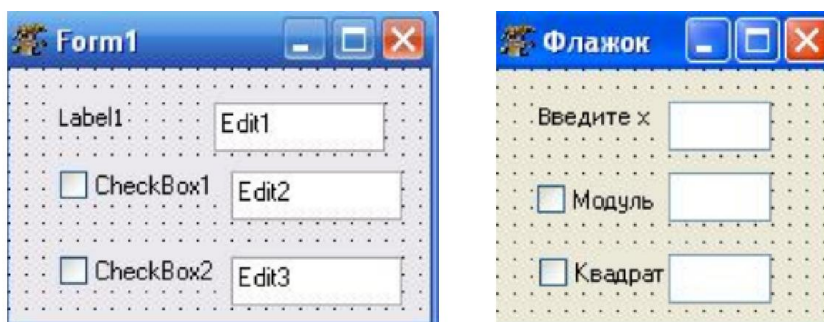 Form1
Label1 Edit1
CheckBox1 Edit2
CheckBox2 Edit3
Флажок
Введите x
Модуль
Квадрат